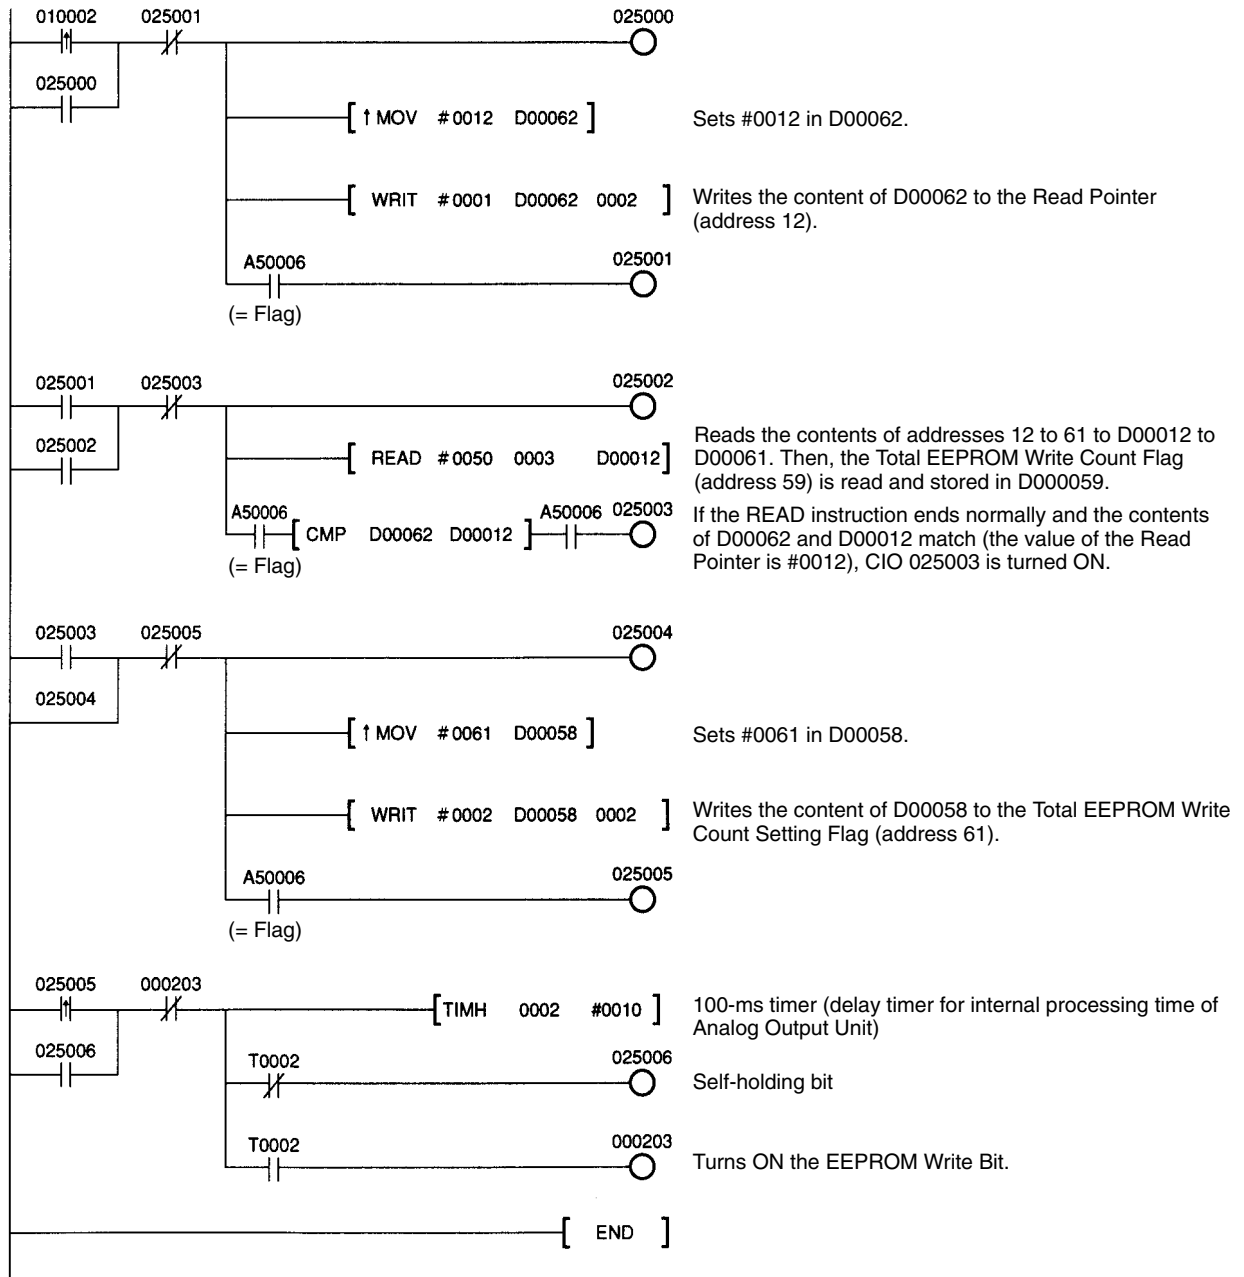 010002 025001 025000
025000
[ ↑ MOV #0012 D00062 ] Sets #0012 in D00062.
[ WRIT #0001 D00062 0002 ] Writes the content of D00062 to the Read Pointer
(address 12).
A50006 025001
(= Flag)
025001 025003 025002
025002
[ READ #0050 0003 D00012] Reads the contents of addresses 12 to 61 to D00012 to
D00061. Then, the Total EEPROM Write Count Flag
(address 59) is read and stored in D000059.
A50006 [ CMP D00062 D00012 ] A50006 025003
(= Flag)
If the READ instruction ends normally and the contents
of D00062 and D00012 match (the value of the Read
Pointer is #0012), CIO 025003 is turned ON.
025003 025005 025004
025004
[ ↑ MOV #0061 D00058 ] Sets #0061 in D00058.
[ WRIT #0002 D00058 0002 ] Writes the content of D00058 to the Total EEPROM Write
Count Setting Flag (address 61).
A50006 025005
(= Flag)
025005 000203
[TIMH 0002 #0010 ] 100-ms timer (delay timer for internal processing time of
Analog Output Unit)
025006
T0002 025006
Self-holding bit
T0002 000203
Turns ON the EEPROM Write Bit.
[ END ]